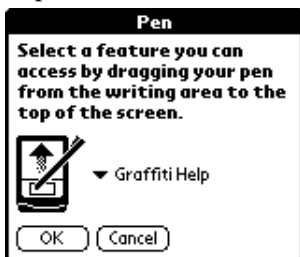 Pen
Select a feature you can
access by dragging your pen
from the writing area to the
top of the screen.
Graffiti Help
OK Cancel